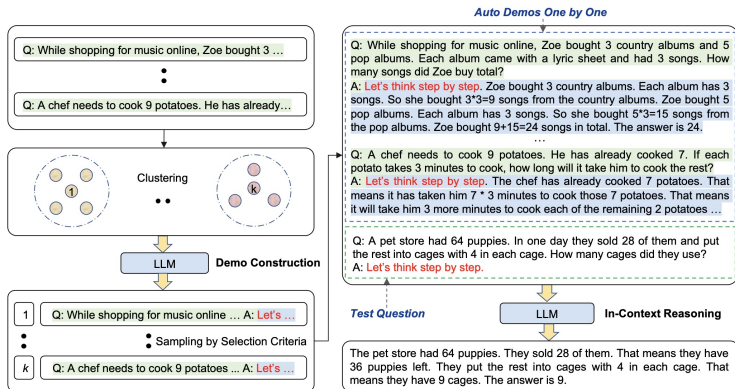 Auto Demos One by One
Q: While shopping for music online, Zoe bought 3 …
Q: A chef needs to cook 9 potatoes. He has already…
1
Clustering
k
LLM
Demo Construction
1
Q: While shopping for music online … A: Let's …
Sampling by Selection Criteria
k
Q: A chef needs to cook 9 potatoes ... A: Let's …
Q: While shopping for music online, Zoe bought 3 country albums and 5
pop albums. Each album came with a lyric sheet and had 3 songs. How
many songs did Zoe buy total?
A: Let's think step by step. Zoe bought 3 country albums. Each album has 3
songs. So she bought 3*3=9 songs from the country albums. Zoe bought 5
pop albums. Each album has 3 songs. So she bought 5*3=15 songs from
the pop albums. Zoe bought 9+15=24 songs in total. The answer is 24.
...
Q: A chef needs to cook 9 potatoes. He has already cooked 7. If each
potato takes 3 minutes to cook, how long will it take him to cook the rest?
A: Let's think step by step. The chef has already cooked 7 potatoes. That
means it has taken him 7 * 3 minutes to cook those 7 potatoes. That means
it will take him 3 more minutes to cook each of the remaining 2 potatoes …
Q: A pet store had 64 puppies. In one day they sold 28 of them and put
the rest into cages with 4 in each cage. How many cages did they use?
A: Let's think step by step.
Test Question
LLM
In-Context Reasoning
The pet store had 64 puppies. They sold 28 of them. That means they have
36 puppies left. They put the rest into cages with 4 in each cage. That
means they have 9 cages. The answer is 9.